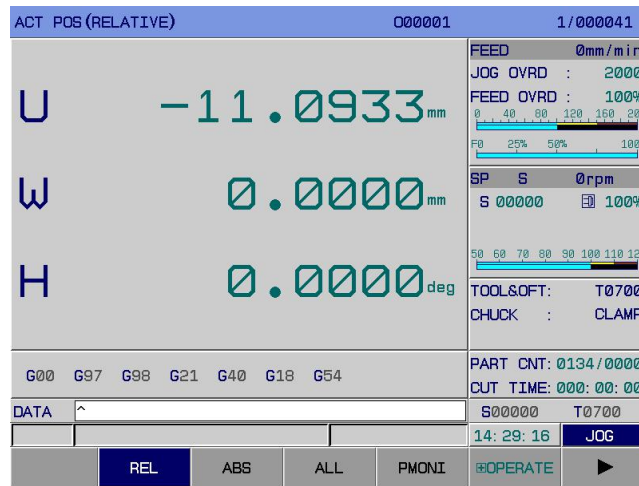 ACT POS(RELATIVE) O00001 1/000041
U -11.0933mm
W 0.0000mm
H 0.0000deg
FEED 0mm/min
JOG OVRD : 2000
FEED OVRD : 100%
0 40 80 120 160 20
F0 25% 50% 100
SP S 0rpm
S 00000 100%
50 60 70 80 90 100 110 12
TOOL&OFT: T0700
CHUCK : CLAMP
G00 G97 G98 G21 G40 G18 G54
PART CNT: 0134/0000
CUT TIME: 000:00:00
DATA ^
S00000 T0700
14:29:16 JOG
REL ABS ALL PMONI ⊞OPERATE ▶